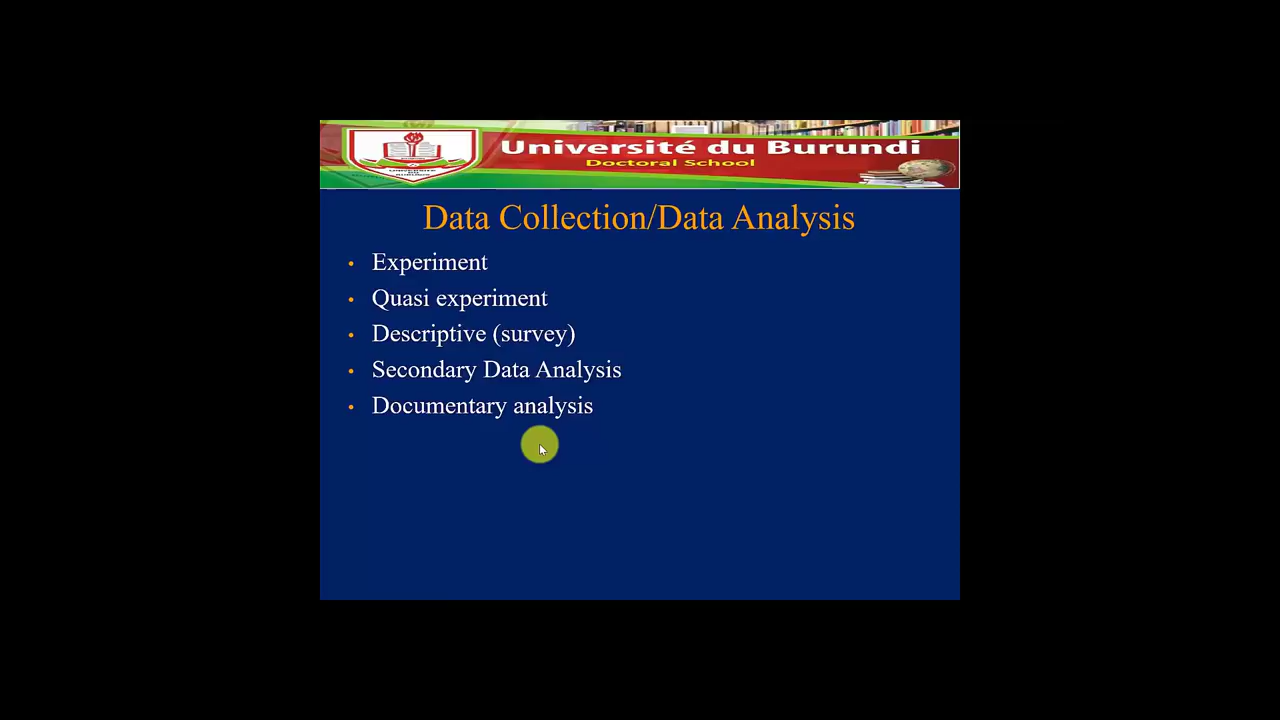 Université du Burundi
Doctoral School
Data Collection/Data Analysis
• Experiment
• Quasi experiment
• Descriptive (survey)
• Secondary Data Analysis
• Documentary analysis